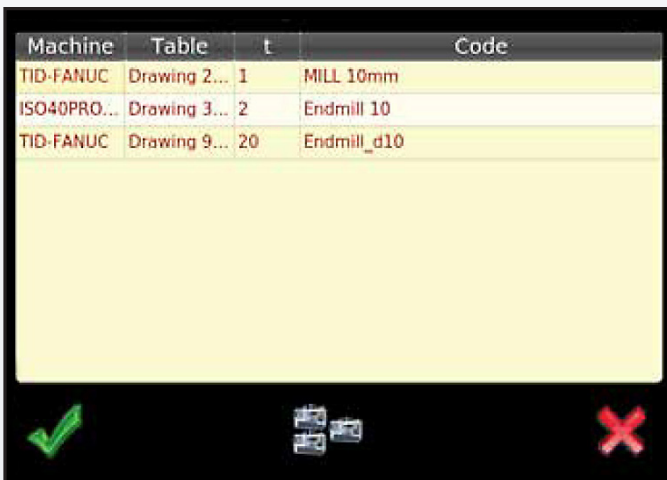 Machine Table t Code
TID-FANUC Drawing 2... 1 MILL 10mm
ISO40PRO... Drawing 3... 2 Endmill 10
TID-FANUC Drawing 9... 20 Endmill_d10